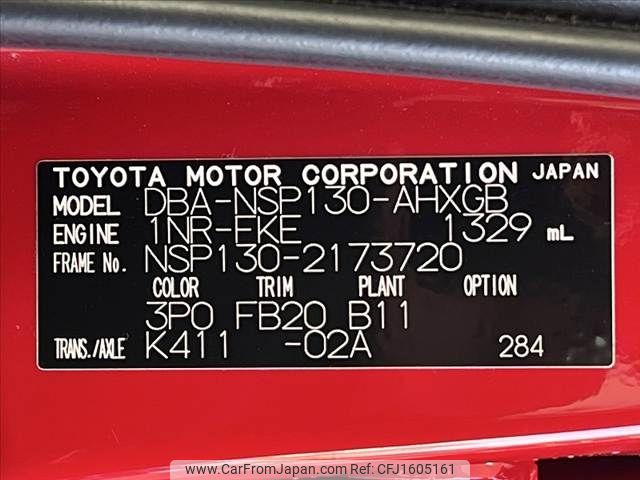 TOYOTA MOTOR CORPORATION JAPAN
MODEL DBA-NSP130-AHXGB
ENGINE 1NR-FKE 1329 mL
FRAME No. NSP130-2173720
COLOR TRIM PLANT OPTION
3P0 FB20 B11
TRANS./AXLE K411 -02A 284
www.CarFromJapan.com CFJ1605161